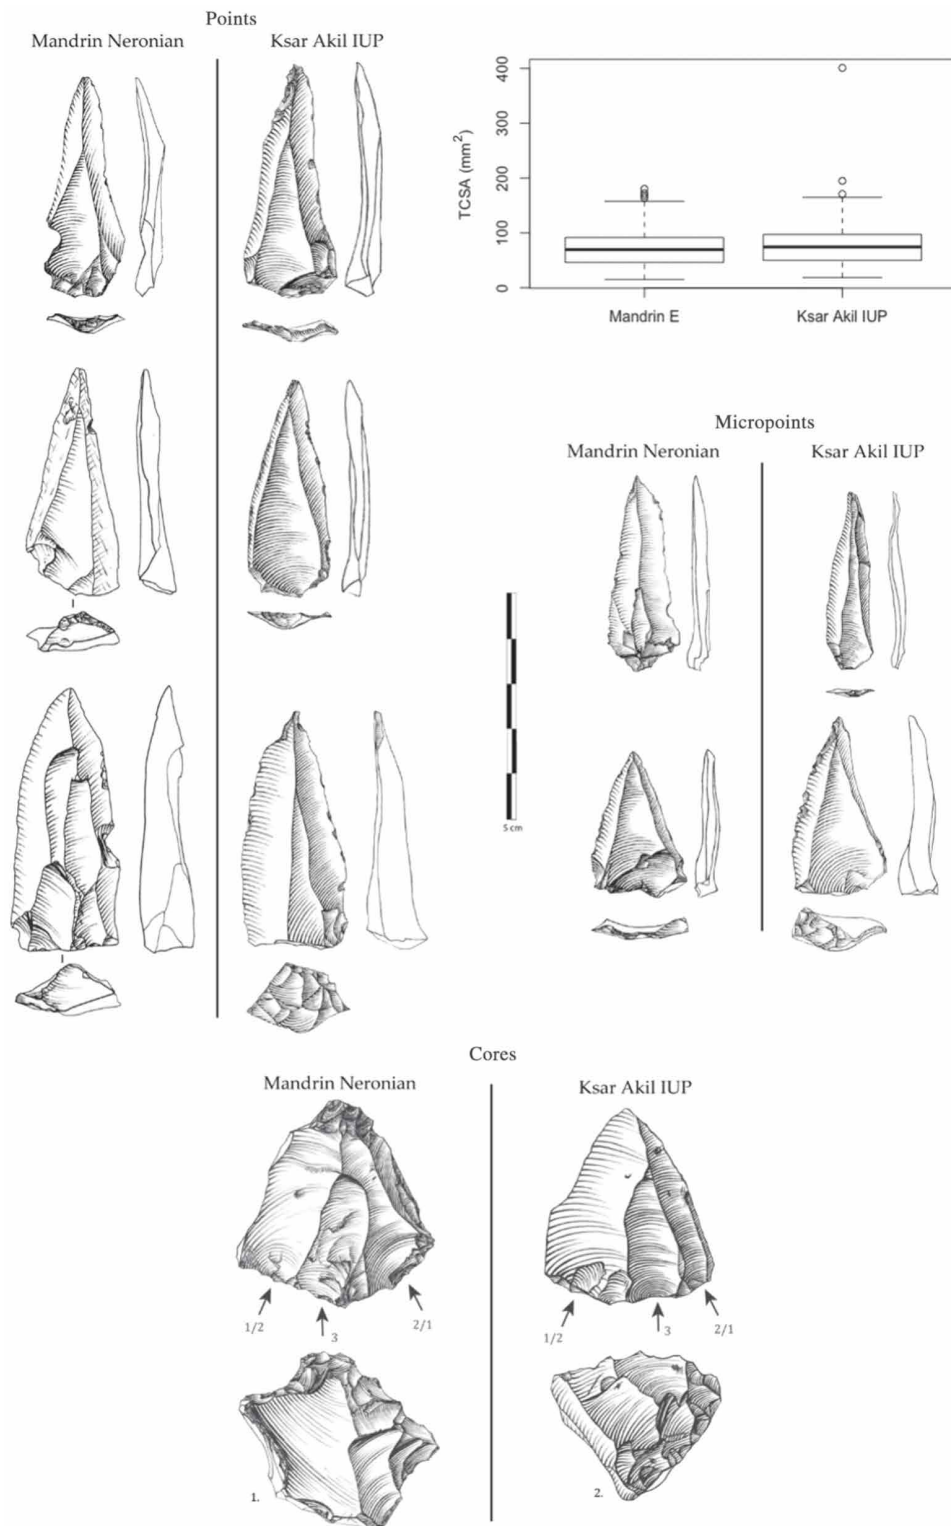 Points
Mandrin Neronian
Ksar Akil IUP
400
300
200
100
0
TCSA (mm²)
Mandrin E
Ksar Akil IUP
Micropoints
Mandrin Neronian
Ksar Akil IUP
5 cm
Cores
Mandrin Neronian
Ksar Akil IUP
1/2
3
2/1
1/2
3
2/1
1.
2.